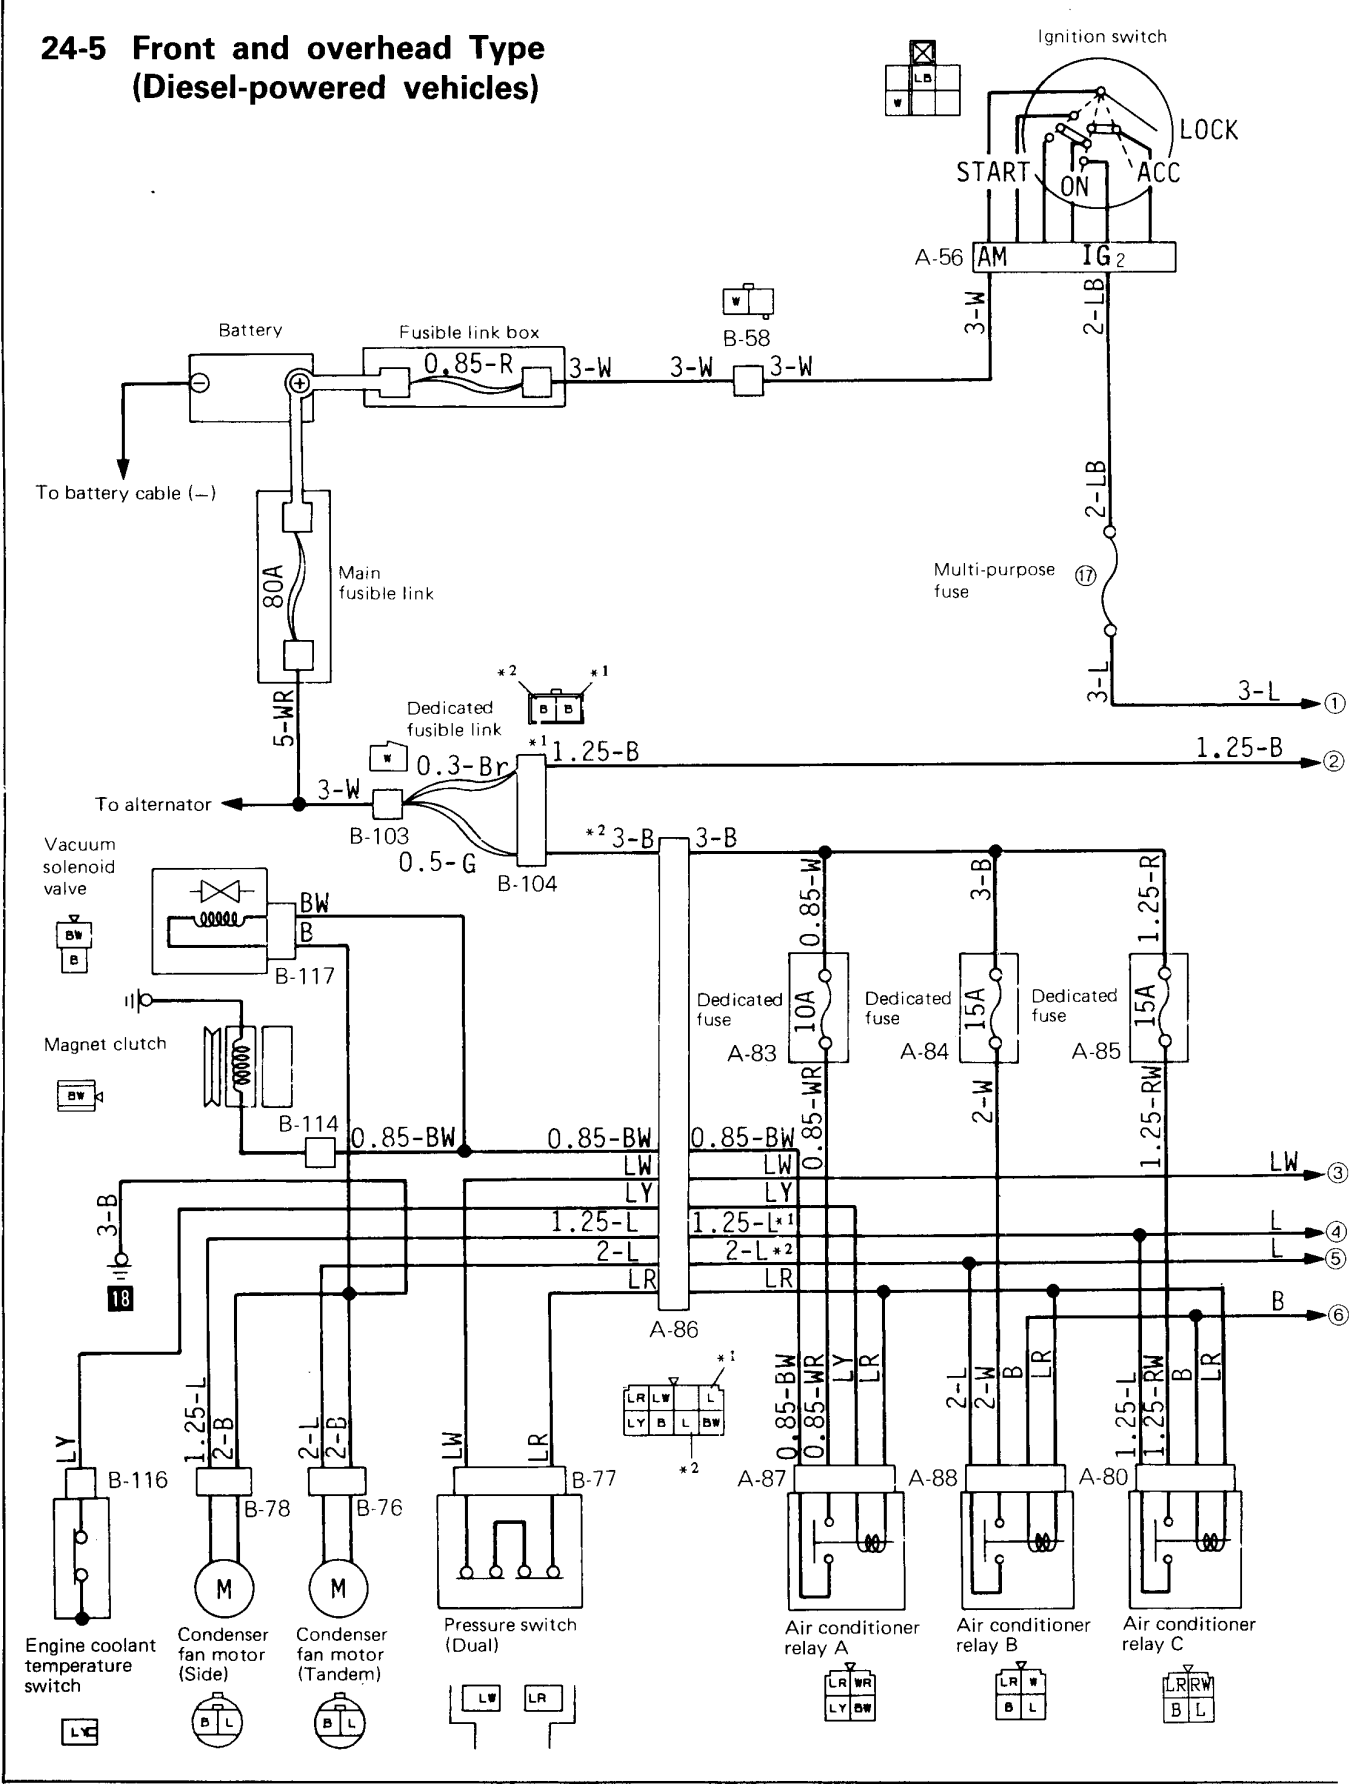 24-5 Front and overhead Type
(Diesel-powered vehicles)
Ignition switch
LB
W
LOCK
START
ON
ACC
A-56
AM
IG2
3-W
2-LB
W
B-58
Battery
Fusible link box
0.85-R
3-W
3-W
3-W
−
+
To battery cable (−)
2-LB
80A
Main
fusible link
Multi-purpose
fuse
17
3-L
3-L
1
5-WR
*2
*1
B B
Dedicated
fusible link
W
0.3-Br
*1
1.25-B
1.25-B
2
To alternator
3-W
B-103
0.5-G
B-104
*2 3-B
3-B
Vacuum
solenoid
valve
BW
B
BW
B
B-117
0.85-W
3-B
1.25-R
Dedicated
fuse
10A
A-83
Dedicated
fuse
15A
A-84
Dedicated
fuse
15A
A-85
Magnet clutch
BW
B-114
0.85-WR
2-W
1.25-RW
0.85-BW
0.85-BW
0.85-BW
LW
LW
LW
3
LY
LY
3-B
1.25-L
1.25-L*1
L
4
2-L
2-L*2
L
5
LR
LR
18
B
6
A-86
*1
LR LW L
LY B L BW
*2
LY
1.25-L
2-B
2-L
2-B
LW
LR
0.85-BW
0.85-WR
LY
LR
2-L
2-W
B
LR
1.25-L
1.25-RW
B
LR
B-116
B-78
B-76
B-77
A-87
A-88
A-80
M
M
Engine coolant
temperature
switch
Condenser
fan motor
(Side)
Condenser
fan motor
(Tandem)
Pressure switch
(Dual)
Air conditioner
relay A
Air conditioner
relay B
Air conditioner
relay C
LY
B L
B L
LW
LR
LR WR
LY BW
LR W
B L
LR RW
B L